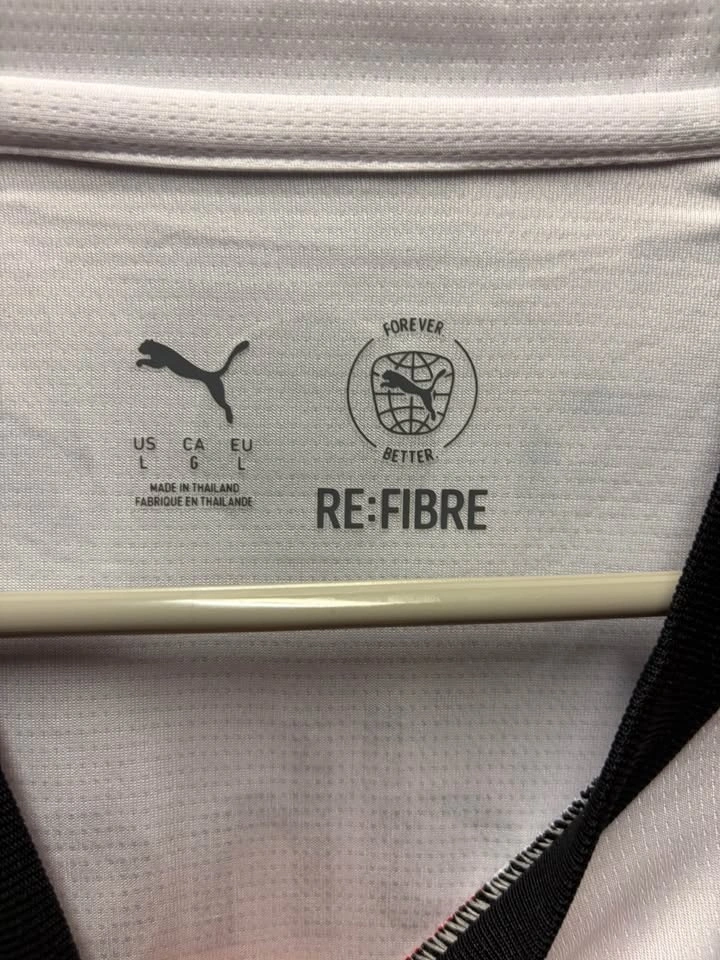 US CA EU
L G L
MADE IN THAILAND
FABRIQUE EN THAILANDE
FOREVER.
BETTER.
RE:FIBRE